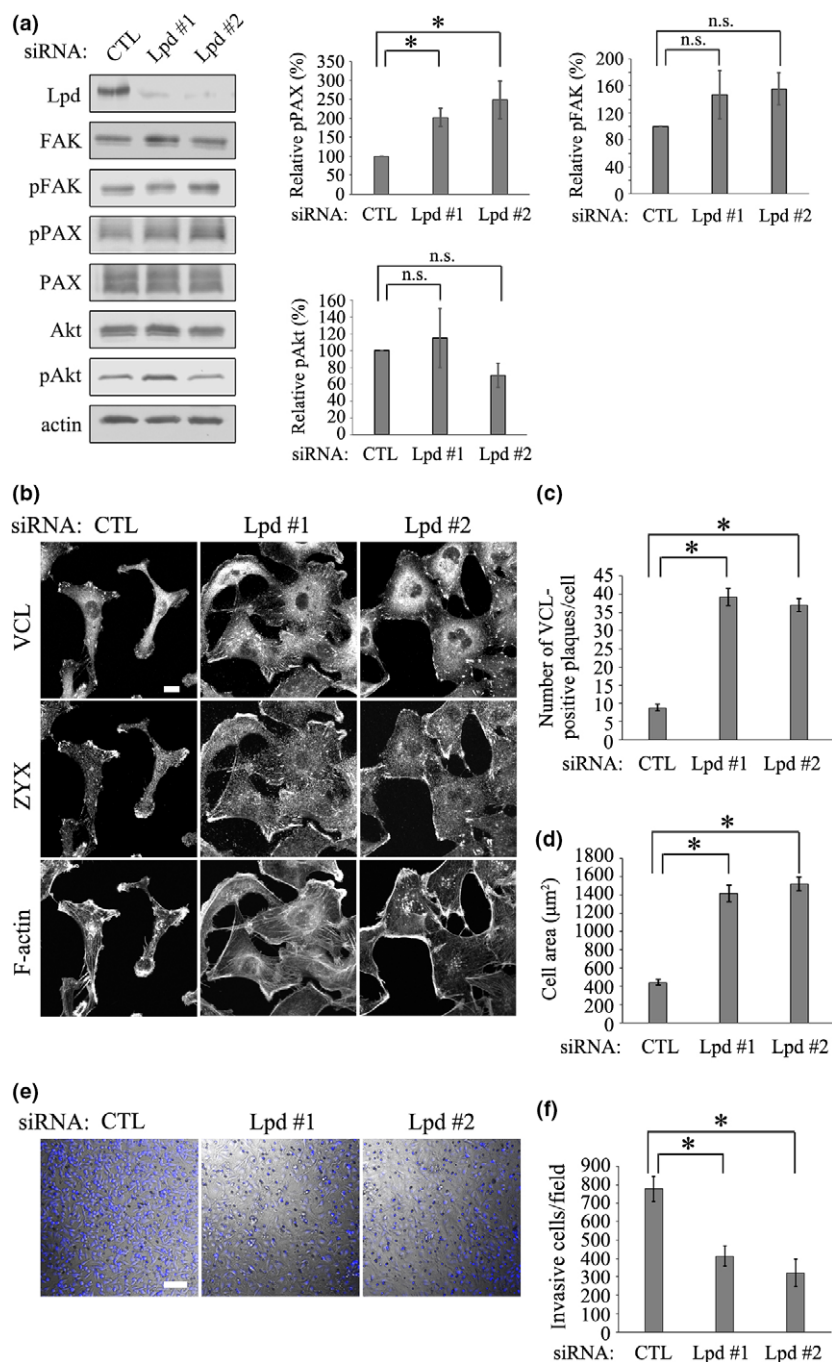 (a)
siRNA: CTL Lpd #1 Lpd #2
Lpd
FAK
pFAK
pPAX
PAX
Akt
pAkt
actin
*
*
Relative pPAX (%)
350
300
250
200
150
100
50
0
siRNA: CTL Lpd #1 Lpd #2
n.s.
n.s.
Relative pFAK (%)
200
160
120
80
40
0
siRNA: CTL Lpd #1 Lpd #2
n.s.
n.s.
Relative pAkt (%)
160
140
120
100
80
60
40
20
0
siRNA: CTL Lpd #1 Lpd #2
(b)
siRNA: CTL Lpd #1 Lpd #2
VCL
ZYX
F-actin
(c)
*
*
Number of VCL-
positive plaques/cell
45
40
35
30
25
20
15
10
5
0
siRNA: CTL Lpd #1 Lpd #2
(d)
*
*
Cell area (μm²)
1800
1600
1400
1200
1000
800
600
400
200
0
siRNA: CTL Lpd #1 Lpd #2
(e)
siRNA: CTL Lpd #1 Lpd #2
(f)
*
*
Invasive cells/field
900
800
700
600
500
400
300
200
100
0
siRNA: CTL Lpd #1 Lpd #2